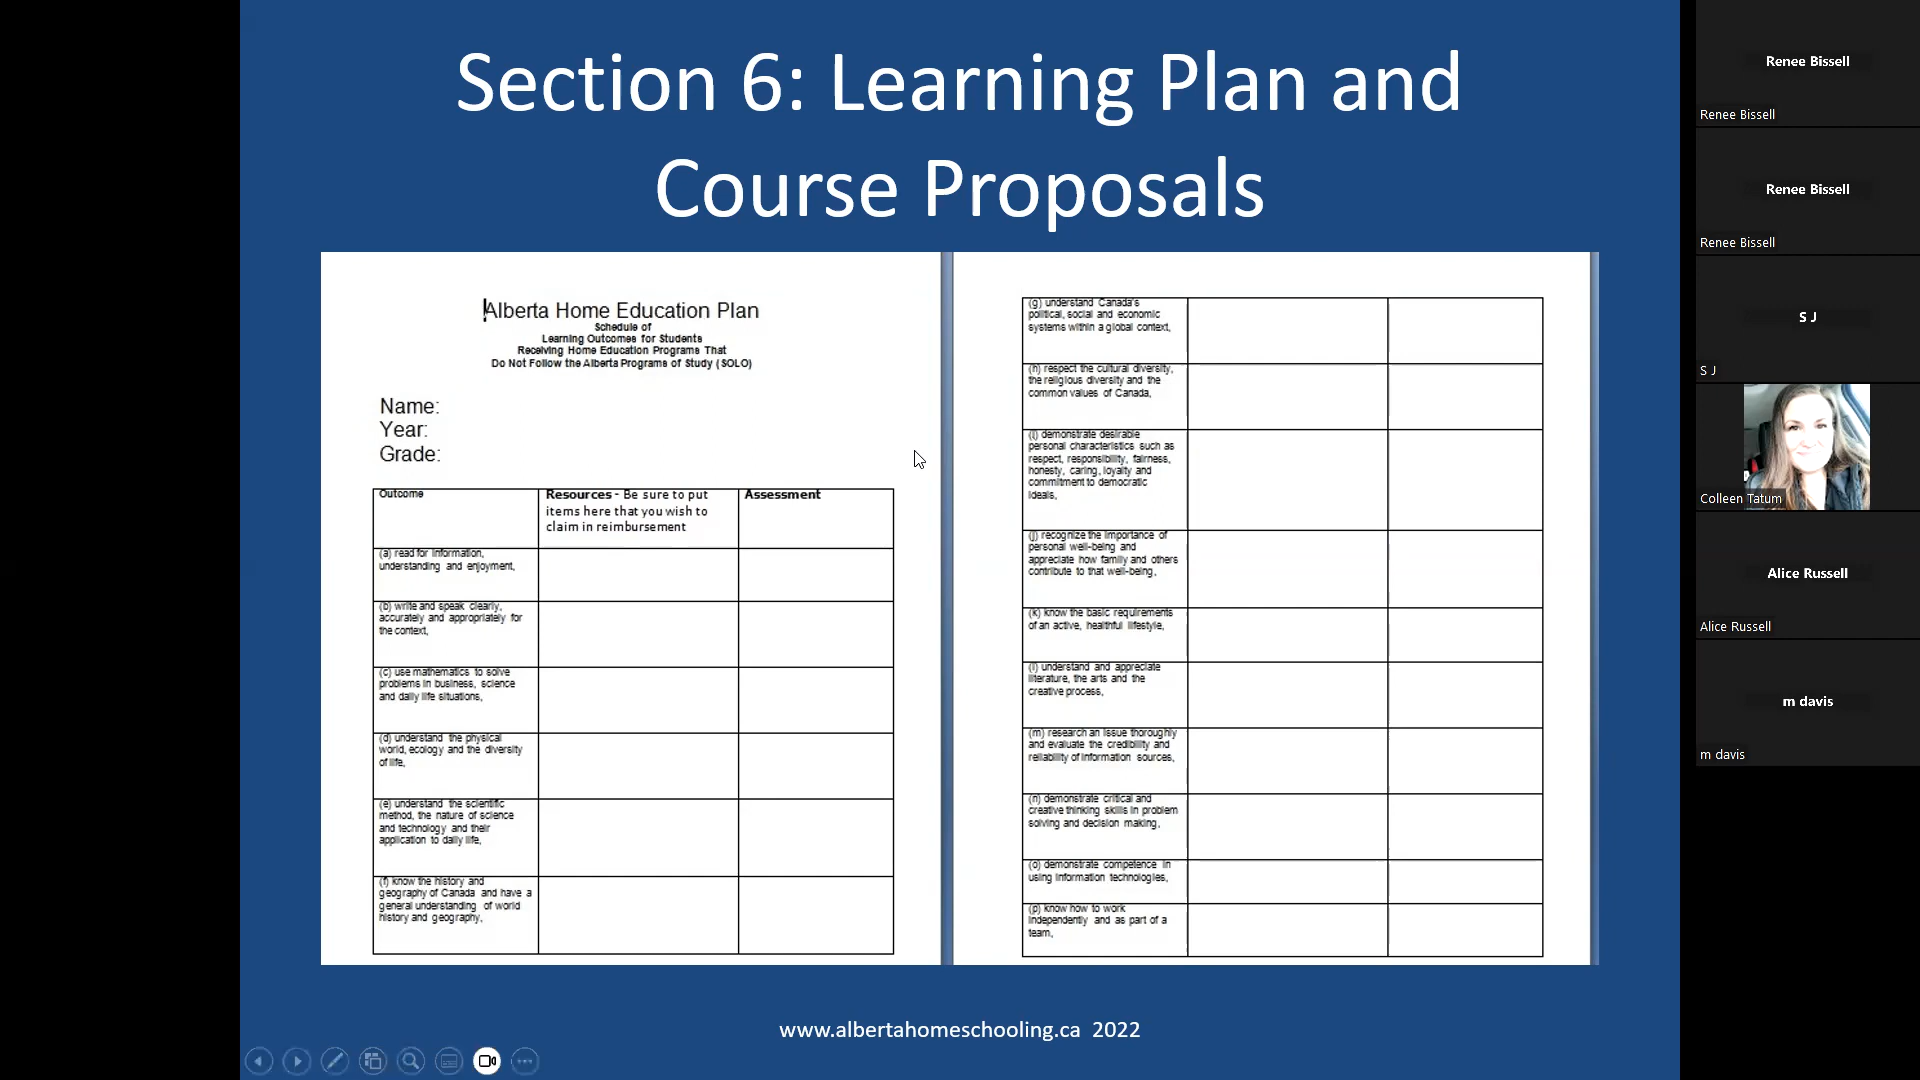 Section 6: Learning Plan and
Course Proposals
Alberta Home Education Plan
Schedule of
Learning Outcomes for Students
Receiving Home Education Programs That
Do Not Follow the Alberta Programs of Study (SOLO)
Name:
Year:
Grade:
Outcome
Resources - Be sure to put
items here that you wish to
claim in reimbursement
Assessment
(a) read for information,
understanding and enjoyment,
(b) write and speak clearly,
accurately and appropriately for
the context,
(c) use mathematics to solve
problems in business, science
and daily life situations,
(d) understand the physical
world, ecology and the diversity
of life,
(e) understand the scientific
method, the nature of science
and technology and their
application to daily life,
(f) know the history and
geography of Canada and have a
general understanding of world
history and geography,
(g) understand Canada's
political, social and economic
systems within a global context,
(h) respect the cultural diversity,
the religious diversity and the
common values of Canada,
(i) demonstrate desirable
personal characteristics such as
respect, responsibility, fairness,
honesty, caring, loyalty and
commitment to democratic
ideals,
(j) recognize the importance of
personal well-being and
appreciate how family and others
contribute to that well-being,
(k) know the basic requirements
of an active, healthful lifestyle,
(l) understand and appreciate
literature, the arts and the
creative process,
(m) research an issue thoroughly
and evaluate the credibility and
reliability of information sources,
(n) demonstrate critical and
creative thinking skills in problem
solving and decision making,
(o) demonstrate competence in
using information technologies,
(p) know how to work
independently and as part of a
team,
www.albertahomeschooling.ca 2022
Renee Bissell
Renee Bissell
Renee Bissell
Renee Bissell
S J
S J
Colleen Tatum
Alice Russell
Alice Russell
m davis
m davis